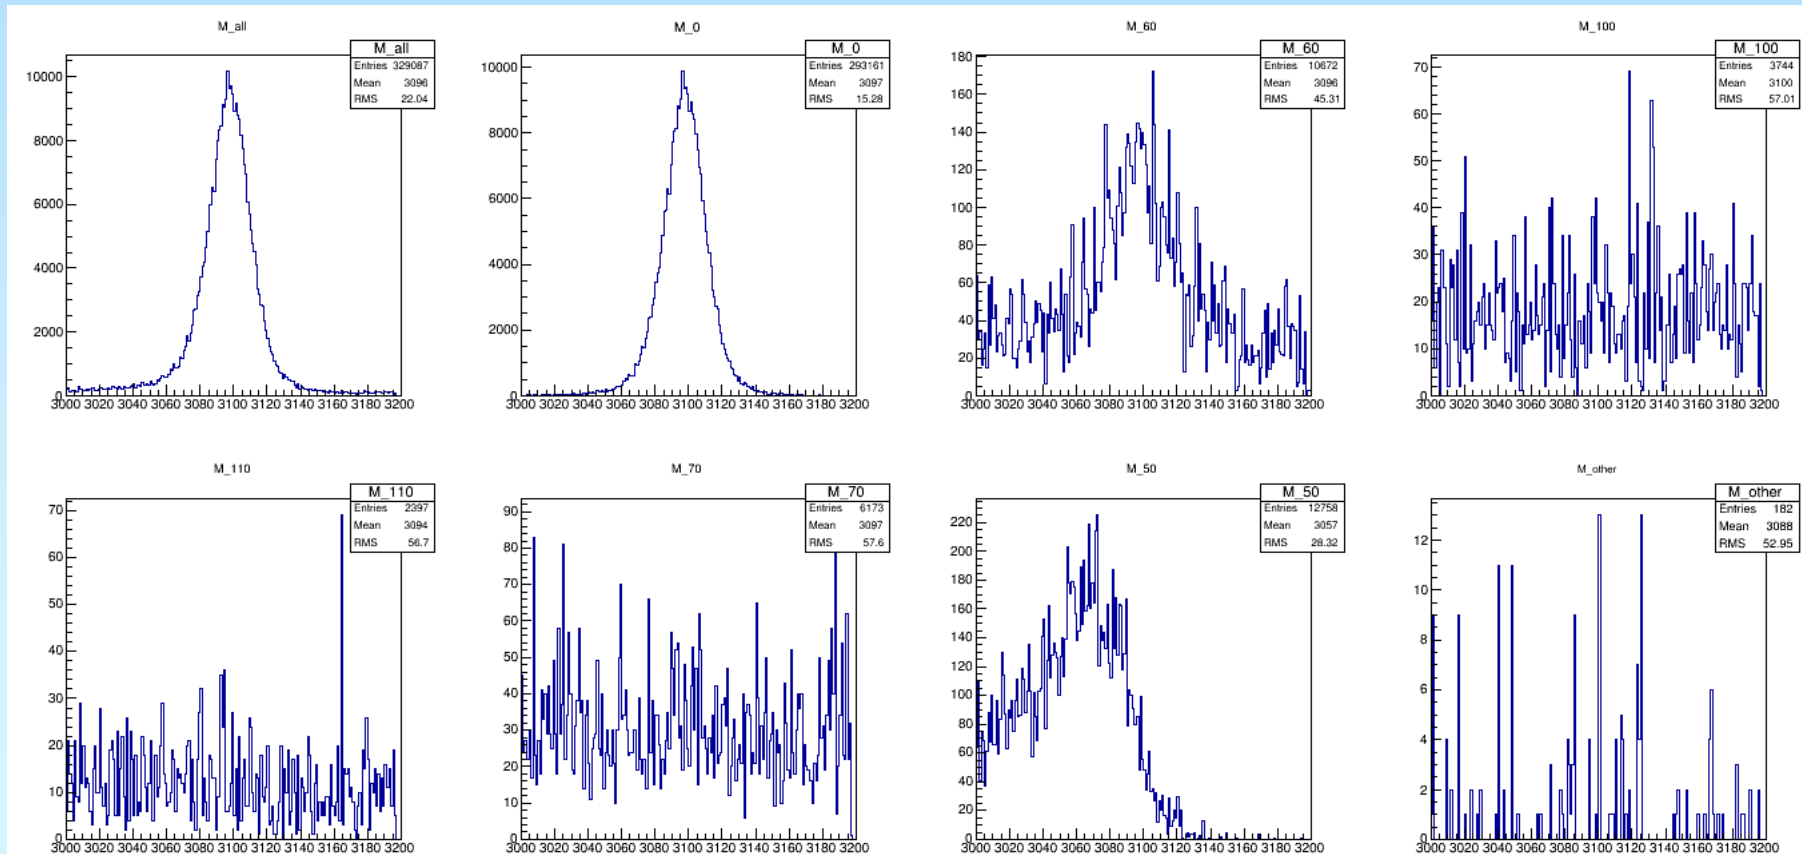 M_all
M_all
Entries 329087
Mean 3096
RMS 22.04
10000
8000
6000
4000
2000
0
3000 3020 3040 3060 3080 3100 3120 3140 3160 3180 3200
M_0
M_0
Entries 293161
Mean 3097
RMS 15.28
10000
8000
6000
4000
2000
0
3000 3020 3040 3060 3080 3100 3120 3140 3160 3180 3200
M_60
M_60
Entries 10672
Mean 3096
RMS 45.31
180
160
140
120
100
80
60
40
20
0
3000 3020 3040 3060 3080 3100 3120 3140 3160 3180 3200
M_100
M_100
Entries 3744
Mean 3100
RMS 57.01
70
60
50
40
30
20
10
0
3000 3020 3040 3060 3080 3100 3120 3140 3160 3180 3200
M_110
M_110
Entries 2397
Mean 3094
RMS 56.7
70
60
50
40
30
20
10
0
3000 3020 3040 3060 3080 3100 3120 3140 3160 3180 3200
M_70
M_70
Entries 6173
Mean 3097
RMS 57.6
90
80
70
60
50
40
30
20
10
0
3000 3020 3040 3060 3080 3100 3120 3140 3160 3180 3200
M_50
M_50
Entries 12758
Mean 3057
RMS 28.32
220
200
180
160
140
120
100
80
60
40
20
0
3000 3020 3040 3060 3080 3100 3120 3140 3160 3180 3200
M_other
M_other
Entries 182
Mean 3088
RMS 52.95
12
10
8
6
4
2
0
3000 3020 3040 3060 3080 3100 3120 3140 3160 3180 3200